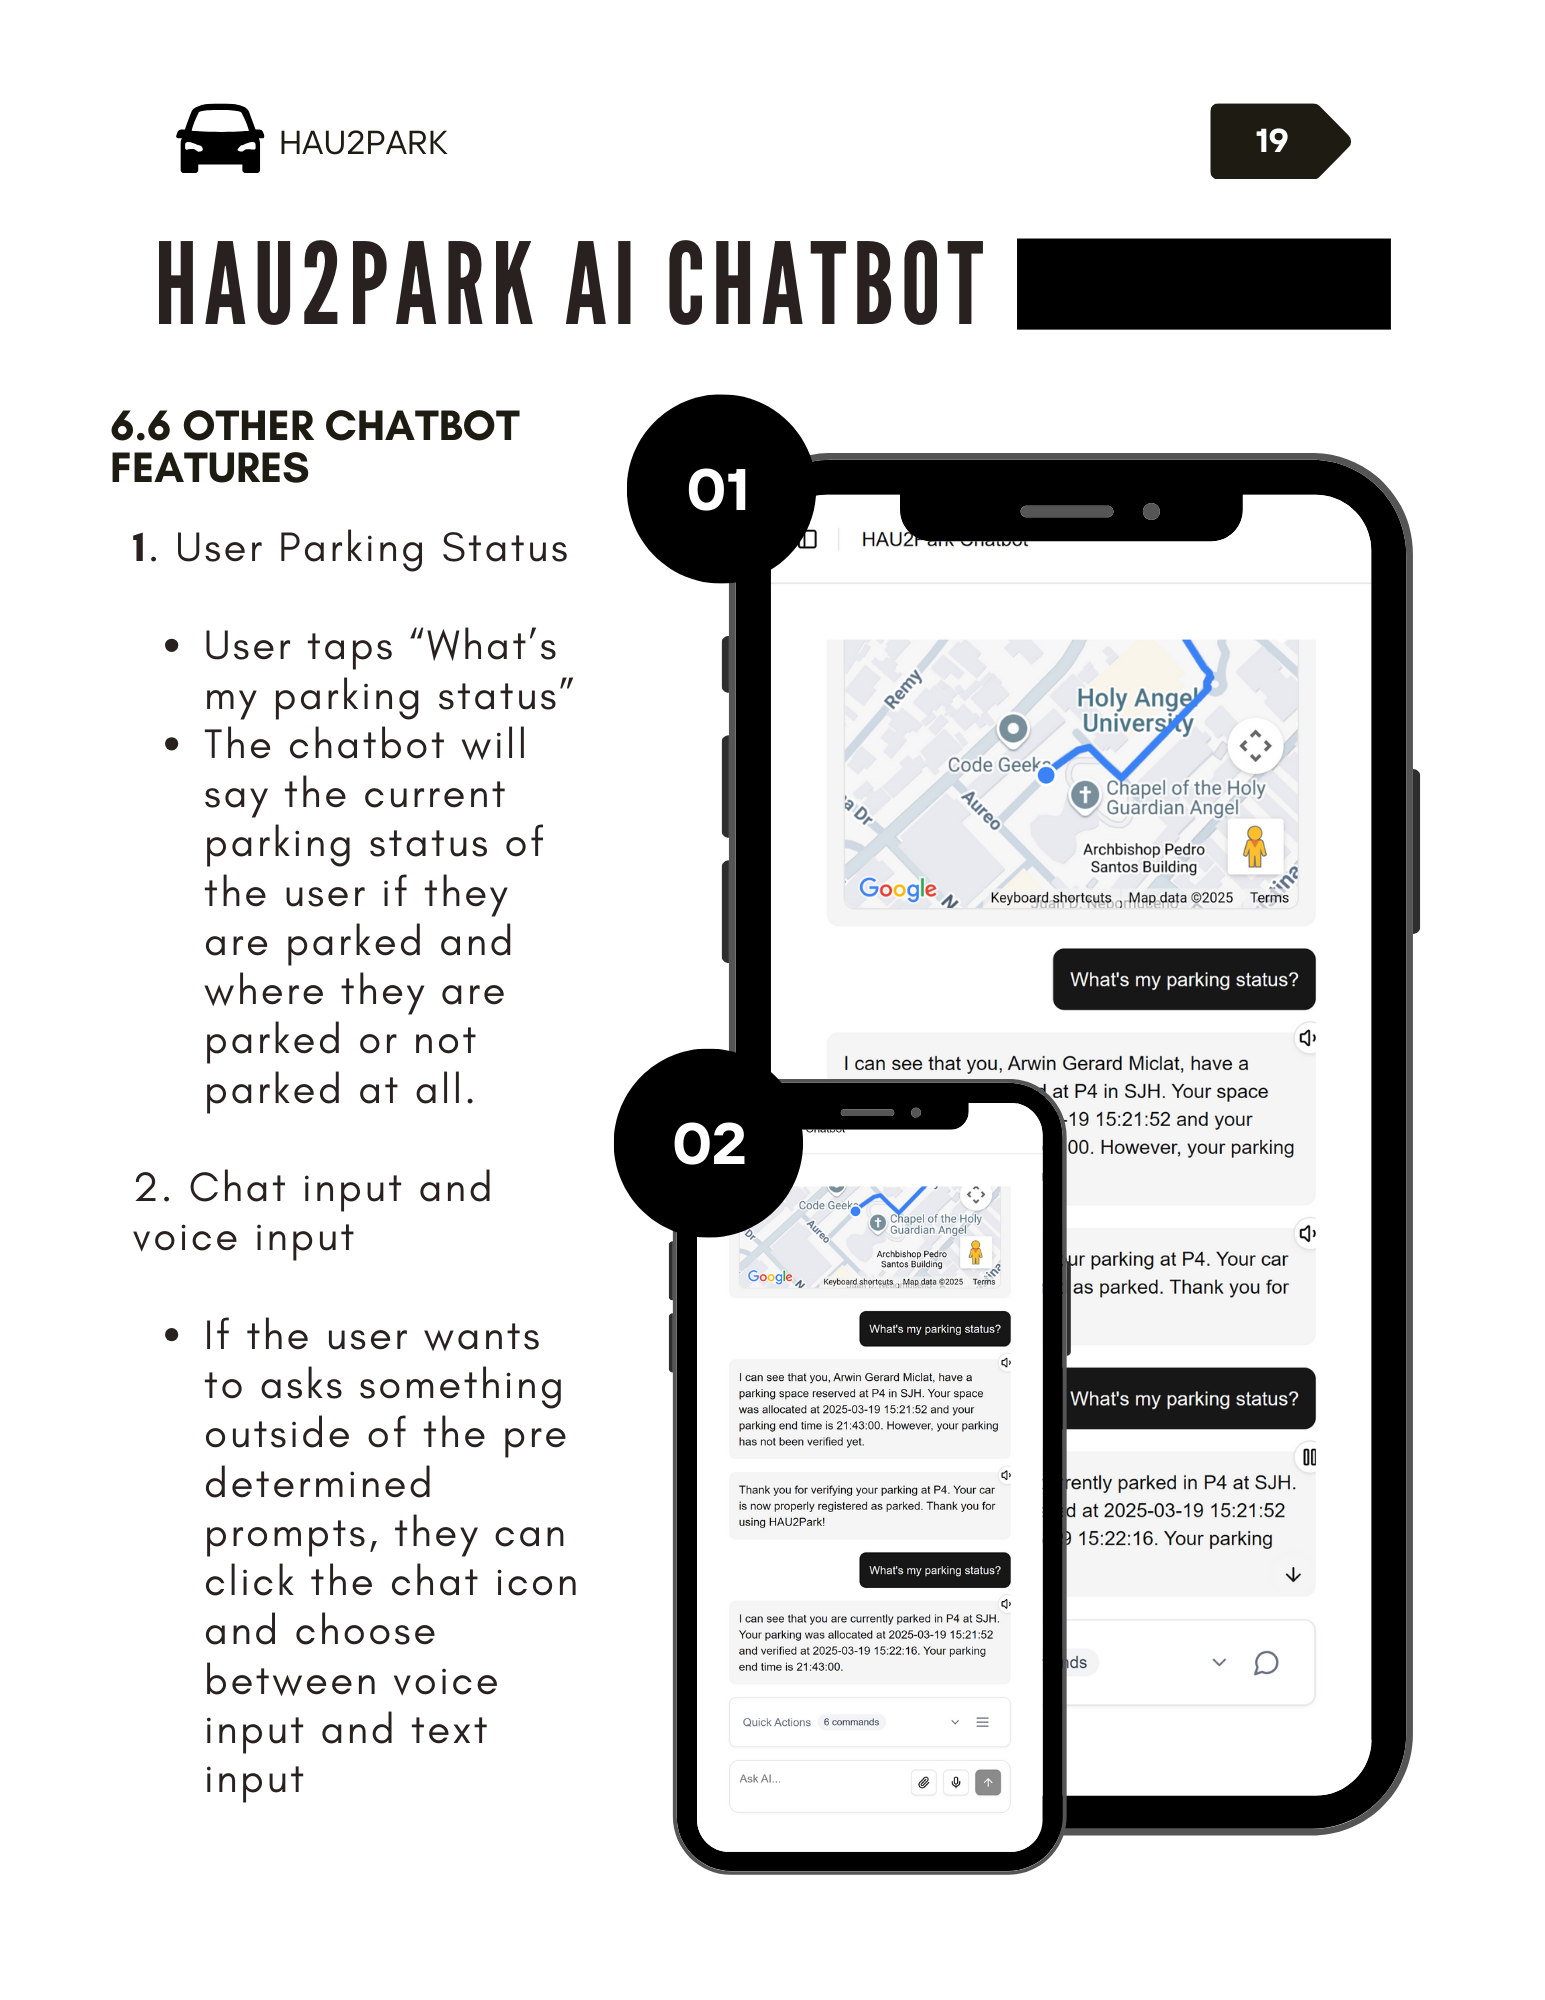 HAU2PARK
19
HAU2PARK AI CHATBOT
6.6 OTHER CHATBOT
FEATURES
1. User Parking Status
• User taps “What’s
my parking status”
• The chatbot will
say the current
parking status of
the user if they
are parked and
where they are
parked or not
parked at all.
2. Chat input and
voice input
• If the user wants
to asks something
outside of the pre
determined
prompts, they can
click the chat icon
and choose
between voice
input and text
input
01
HAU2Park Chatbot
Remy
Holy Angel
University
Code Geeks
Chapel of the Holy
Guardian Angel
Aureo
a Dr
Archbishop Pedro
Santos Building
Google
Keyboard shortcuts
Map data ©2025
Terms
Juan D. Nepomuceno
What's my parking status?
I can see that you, Arwin Gerard Miclat, have a
at P4 in SJH. Your space
-19 15:21:52 and your
00. However, your parking
ur parking at P4. Your car
as parked. Thank you for
What's my parking status?
rently parked in P4 at SJH.
d at 2025-03-19 15:21:52
9 15:22:16. Your parking
nds
02
Chatbot
Code Geeks
Chapel of the Holy
Guardian Angel
Aureo
Dr
Archbishop Pedro
Santos Building
Google
Keyboard shortcuts
Map data ©2025
Terms
What's my parking status?
I can see that you, Arwin Gerard Miclat, have a
parking space reserved at P4 in SJH. Your space
was allocated at 2025-03-19 15:21:52 and your
parking end time is 21:43:00. However, your parking
has not been verified yet.
Thank you for verifying your parking at P4. Your car
is now properly registered as parked. Thank you for
using HAU2Park!
What's my parking status?
I can see that you are currently parked in P4 at SJH.
Your parking was allocated at 2025-03-19 15:21:52
and verified at 2025-03-19 15:22:16. Your parking
end time is 21:43:00.
Quick Actions 6 commands
Ask AI...